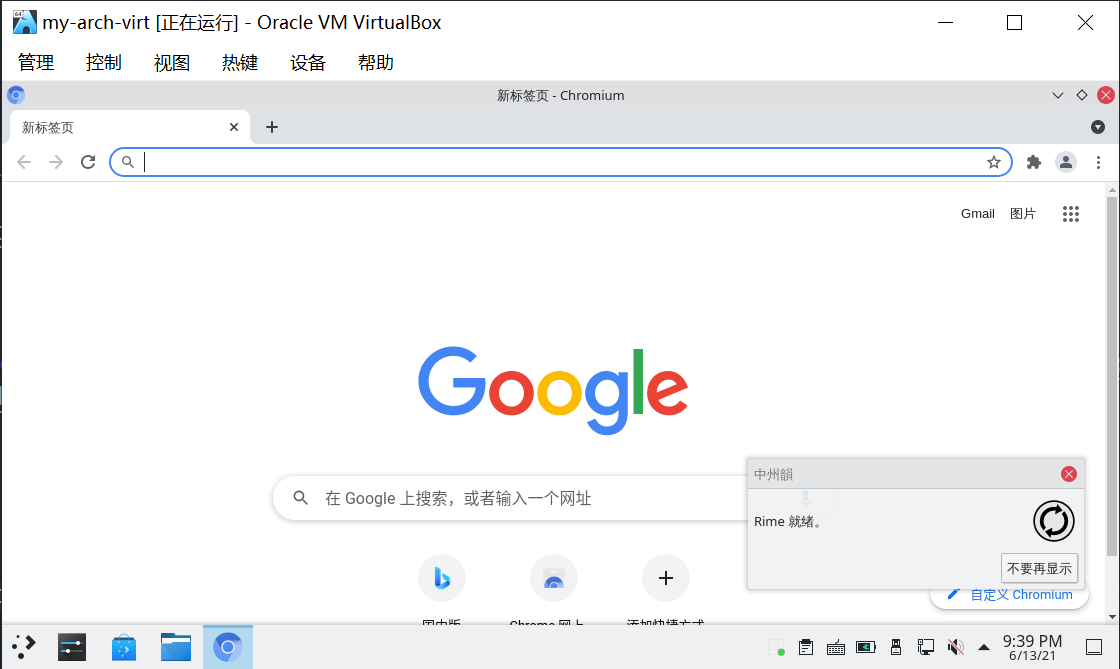 my-arch-virt [正在运行] - Oracle VM VirtualBox
管理 控制 视图 热键 设备 帮助
新标签页 - Chromium
新标签页
Gmail 图片
Google
在 Google 上搜索，或者输入一个网址
中州韻
Rime 就绪。
不要再显示
自定义 Chromium
国内版 Chrome 网上 添加快捷方式
9:39 PM
6/13/21